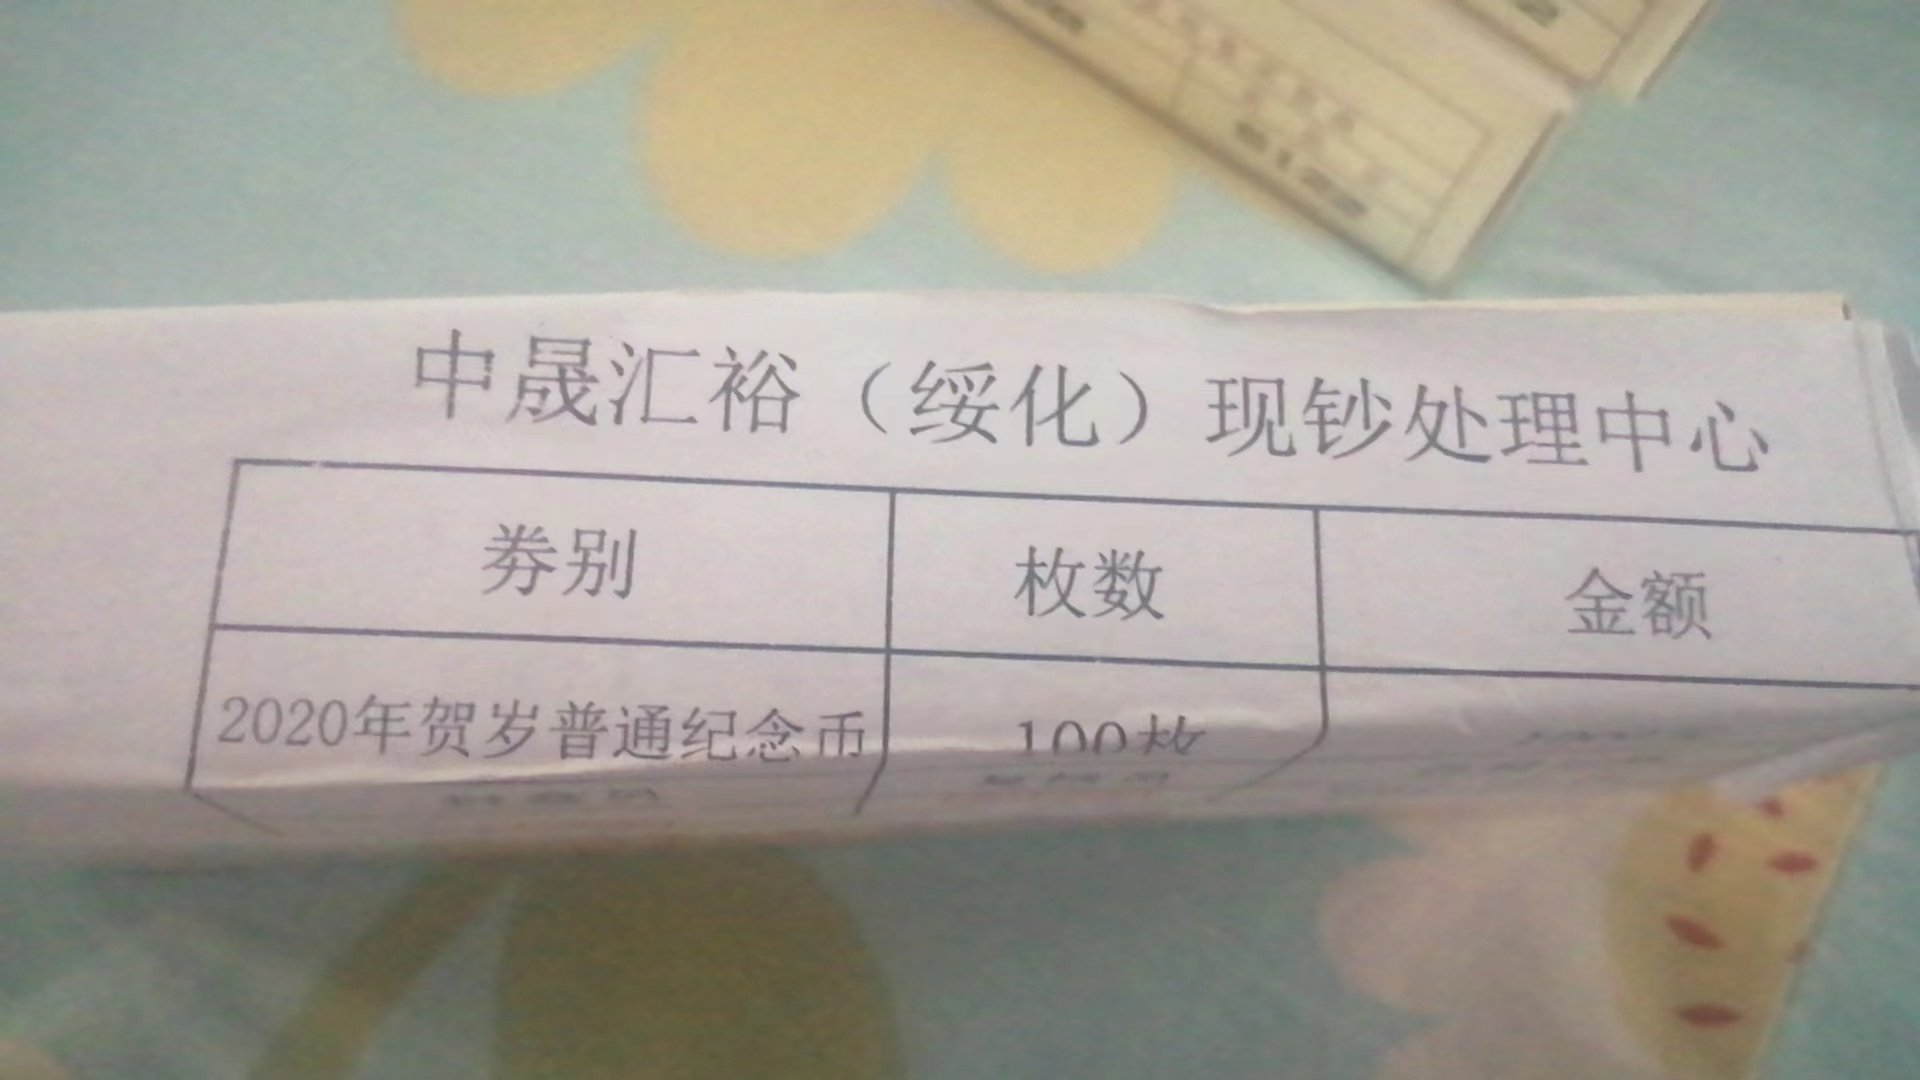 中晟汇裕（绥化）现钞处理中心
券别 枚数 金额
2020年贺岁普通纪念币 100枚